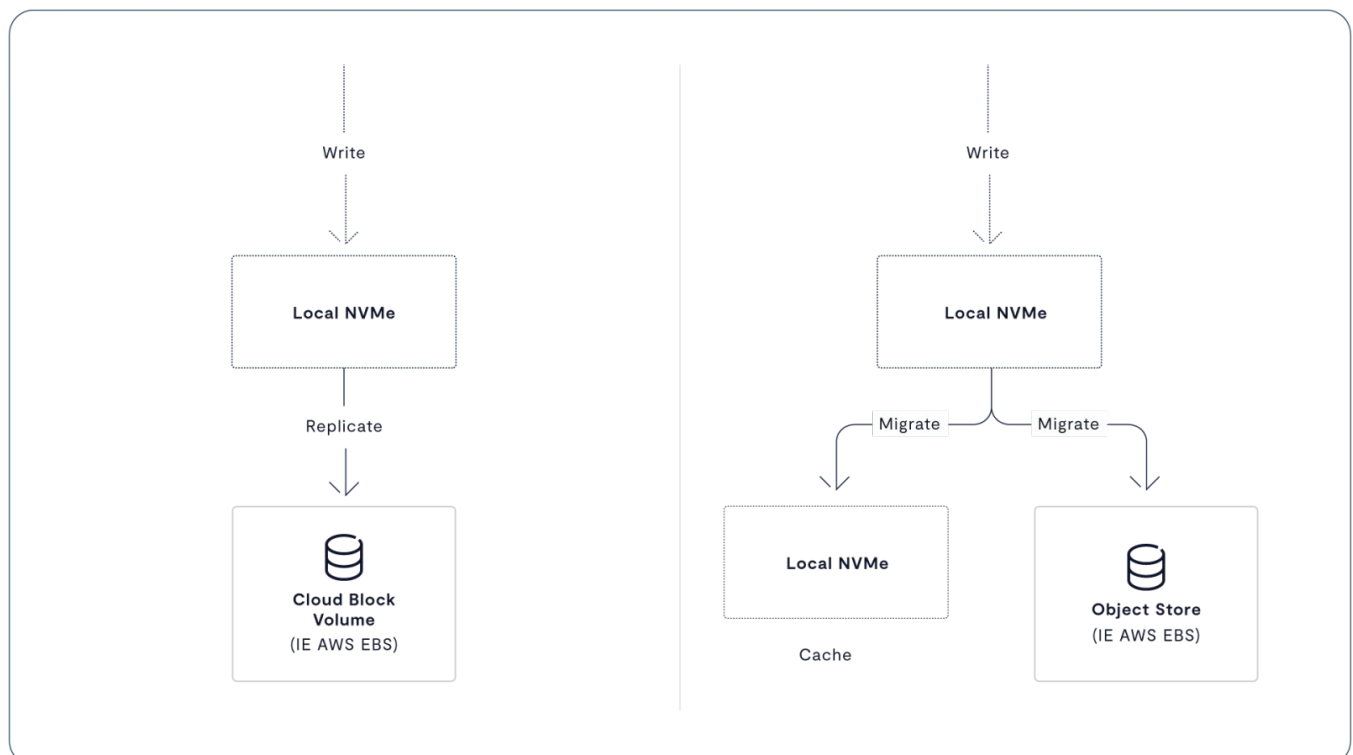 Write
Local NVMe
Replicate
Cloud Block
Volume
(IE AWS EBS)
Write
Local NVMe
Migrate
Migrate
Local NVMe
Cache
Object Store
(IE AWS EBS)